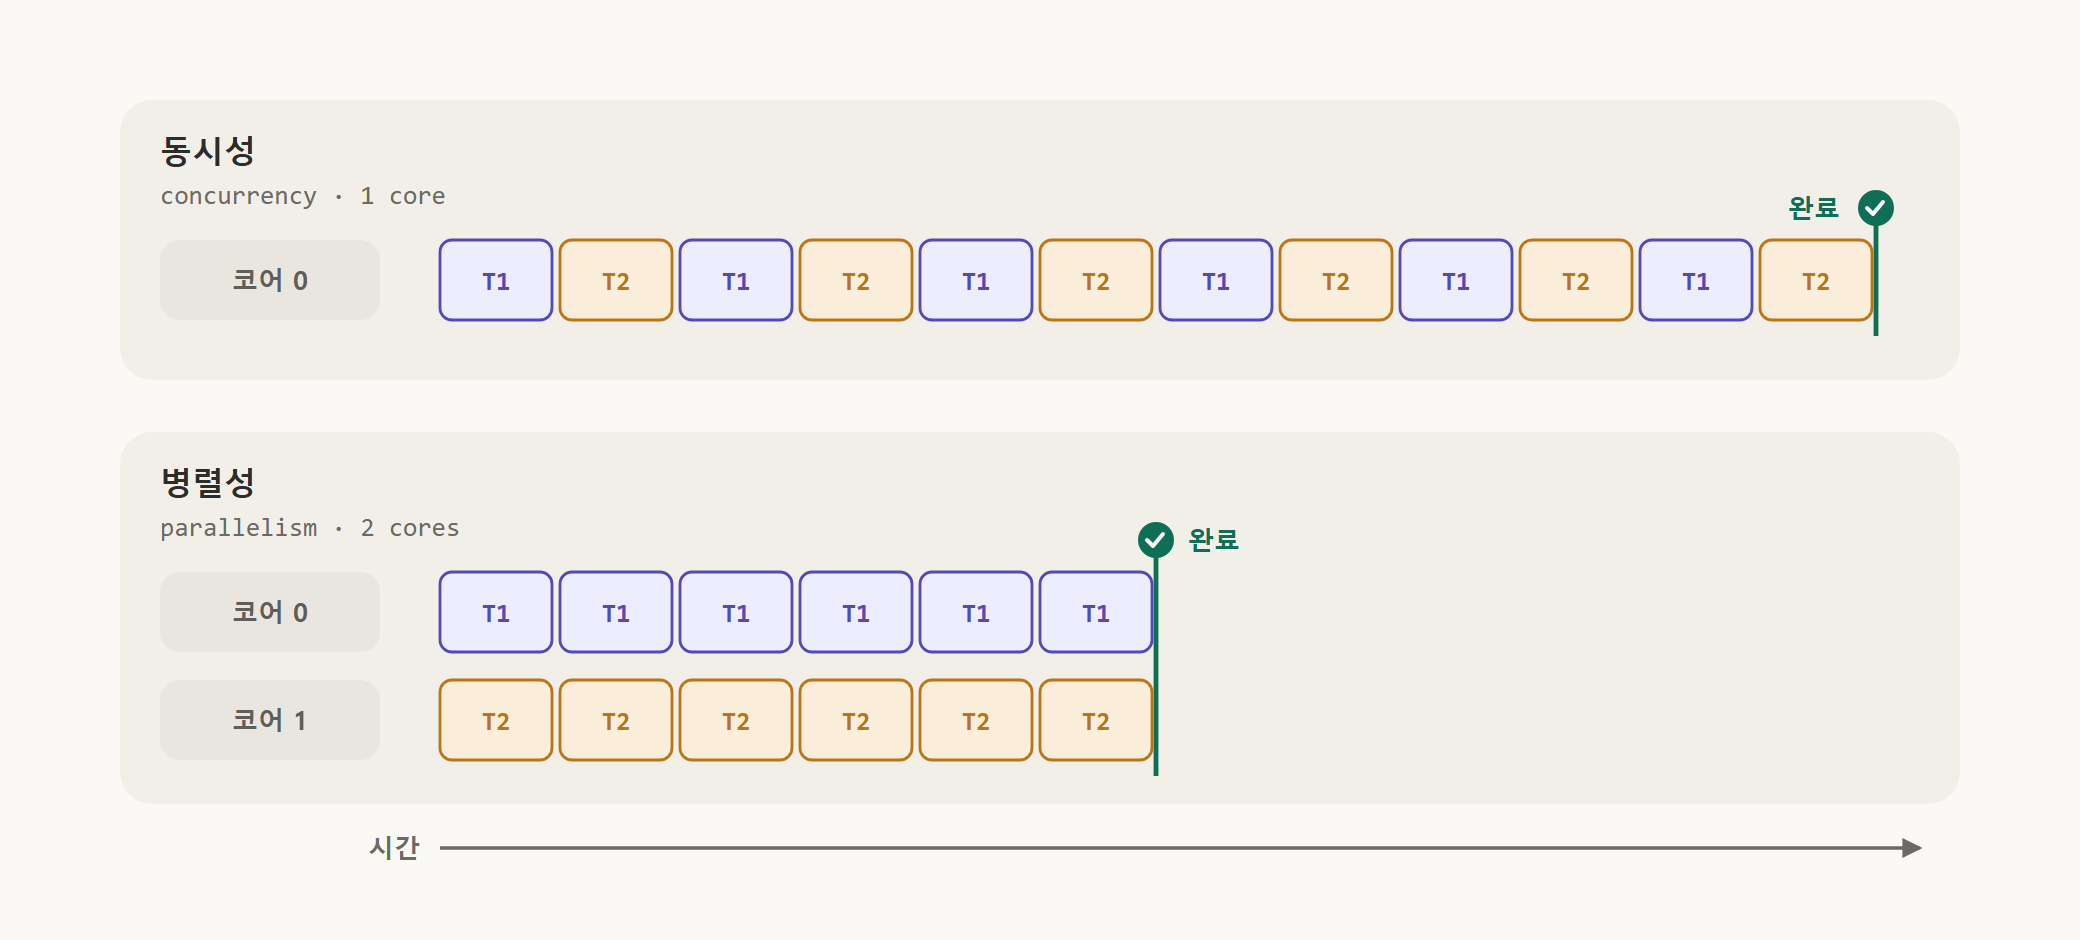 동시성
concurrency · 1 core
완료
코어 0 T1 T2 T1 T2 T1 T2 T1 T2 T1 T2 T1 T2
병렬성
parallelism · 2 cores
완료
코어 0 T1 T1 T1 T1 T1 T1
코어 1 T2 T2 T2 T2 T2 T2
시간